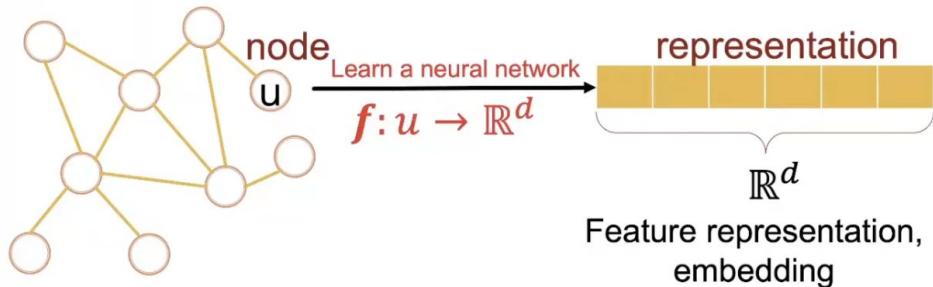 node
u
Learn a neural network
f: u → ℝ^d
representation
ℝ^d
Feature representation,
embedding